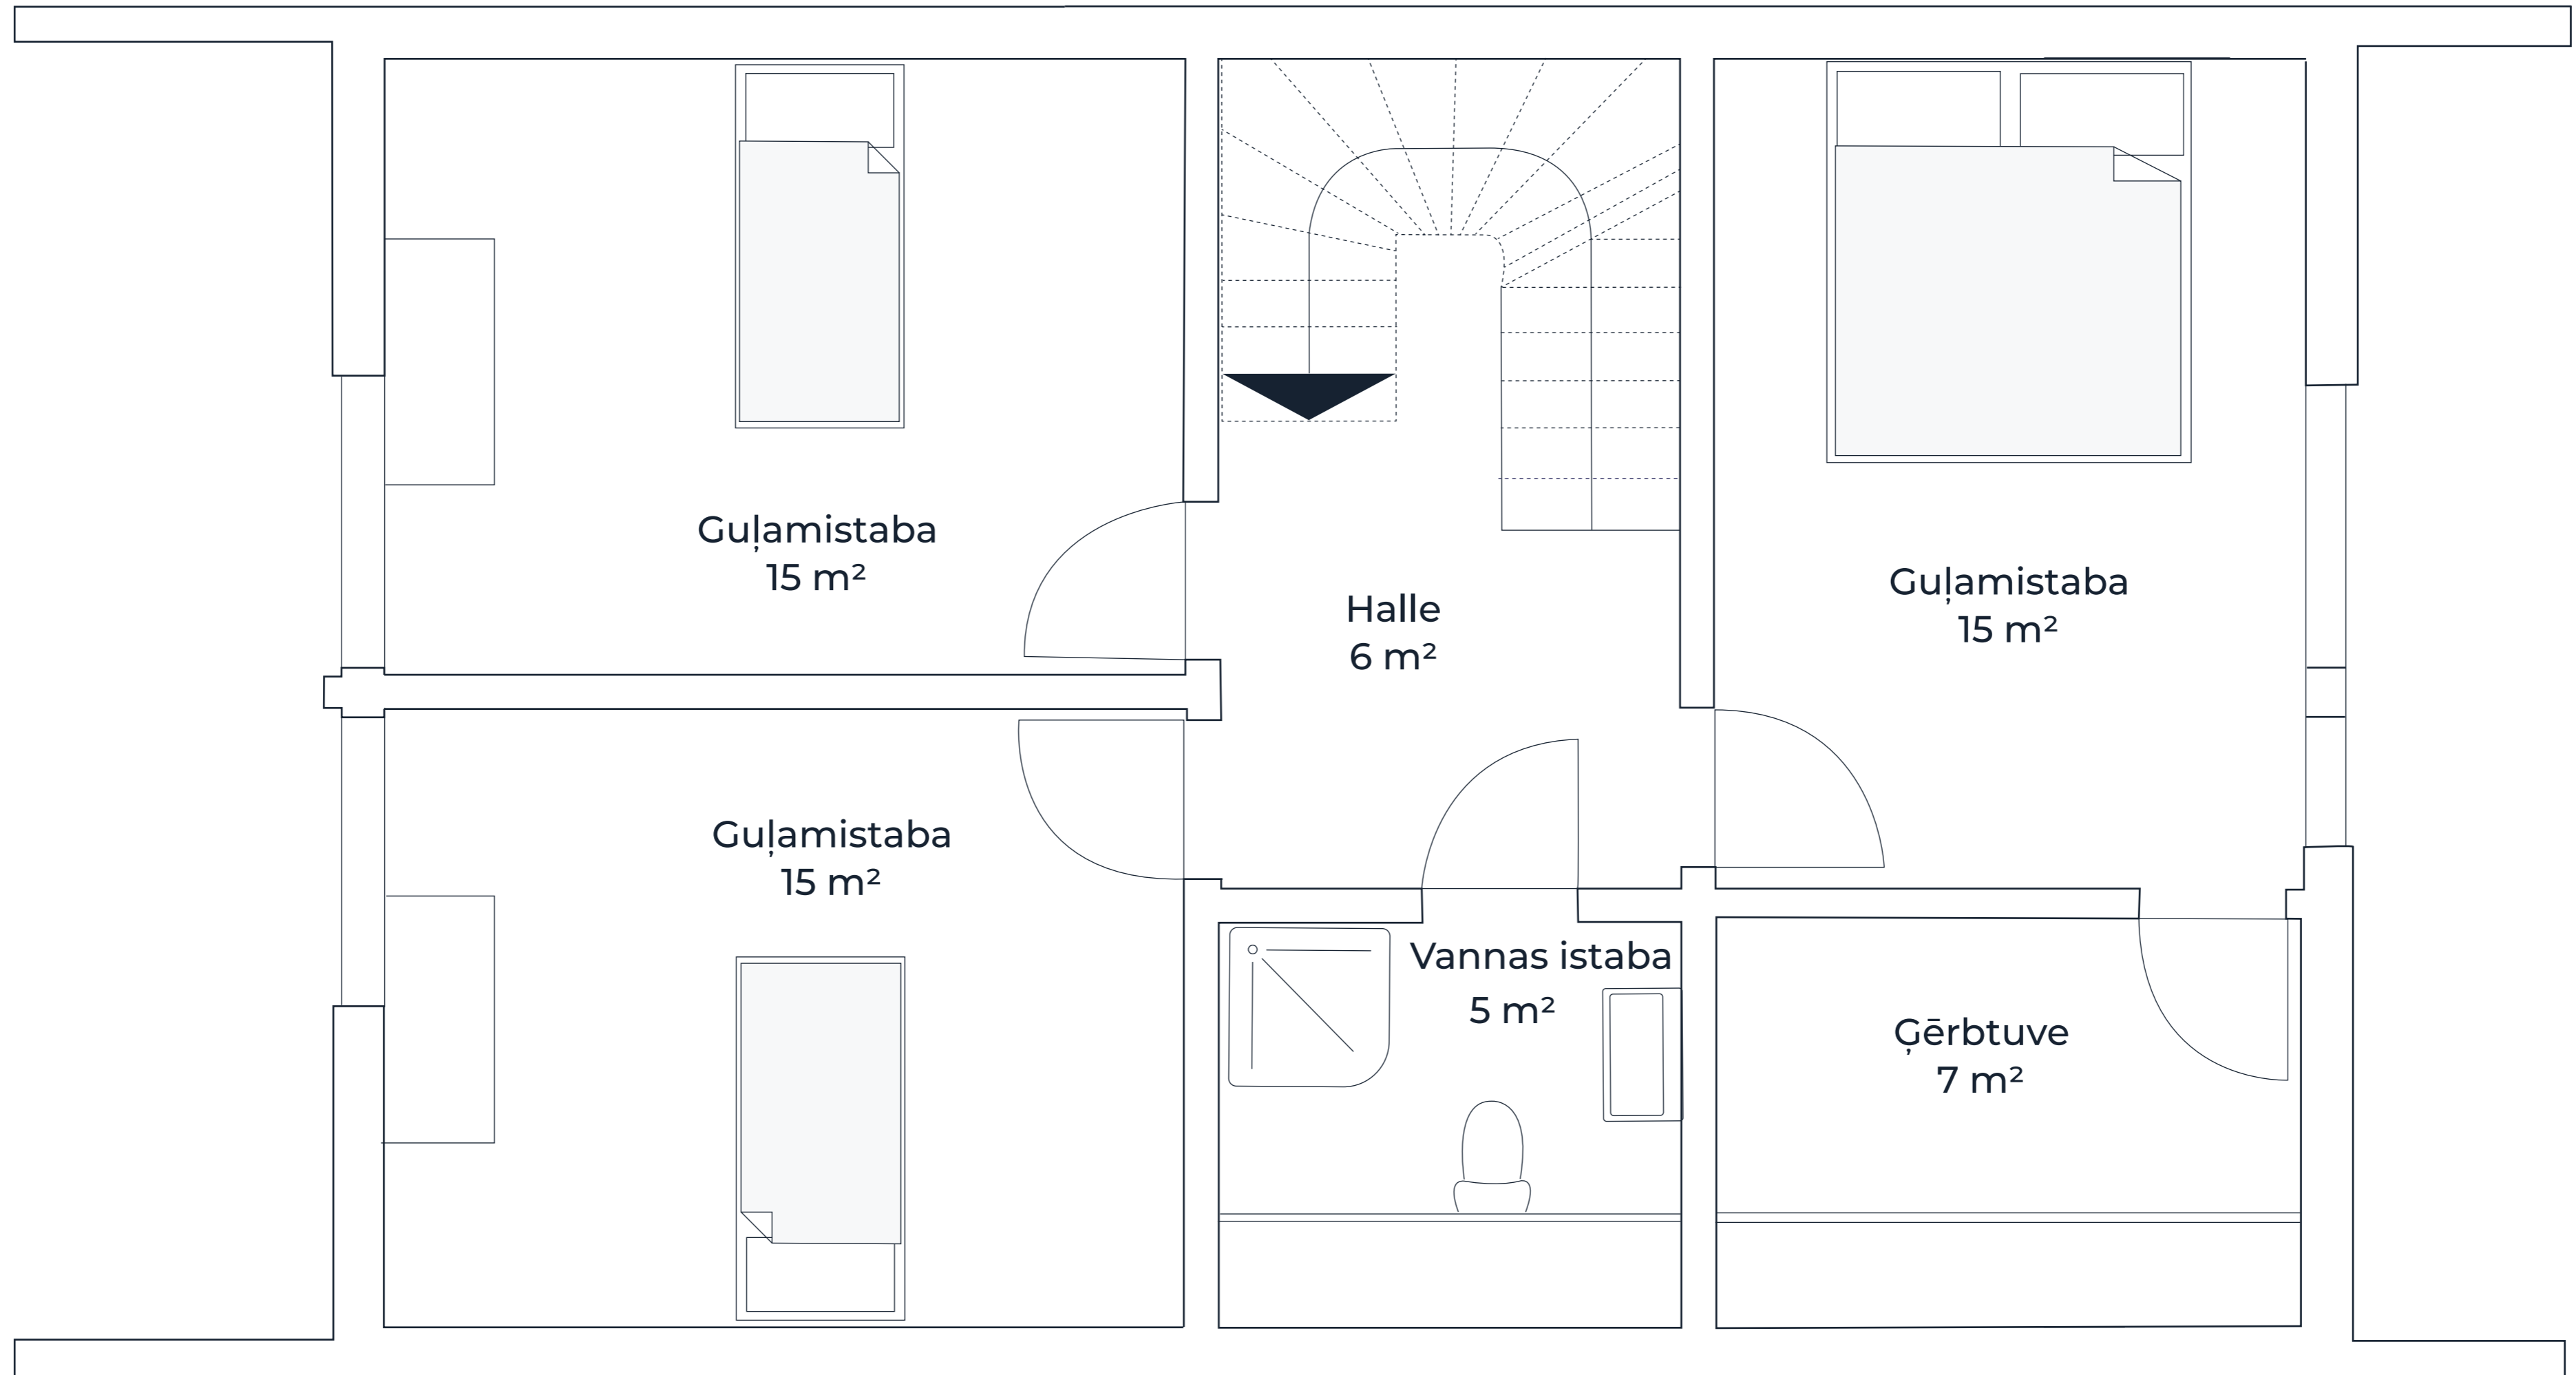 Guļamistaba
15 m²
Halle
6 m²
Guļamistaba
15 m²
Guļamistaba
15 m²
Vannas istaba
5 m²
Ģērbtuve
7 m²